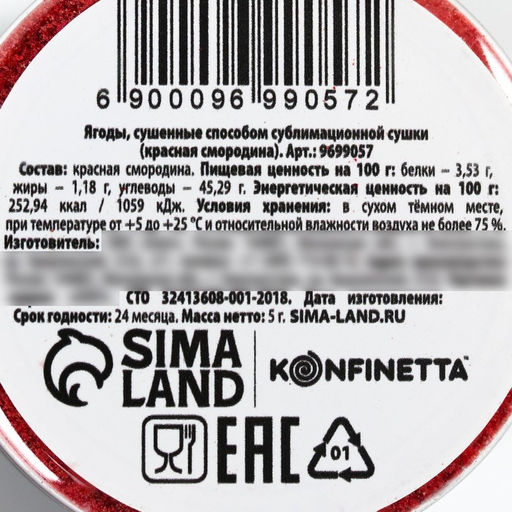 6 900096 990572
Ягоды, сушенные способом сублимационной сушки
(красная смородина). Арт.: 9699057
Состав: красная смородина. Пищевая ценность на 100 г: белки – 3,53 г,
жиры – 1,18 г, углеводы – 45,29 г. Энергетическая ценность на 100 г:
252,94 ккал / 1059 кДж. Условия хранения: в сухом тёмном месте,
при температуре от +5 до +25 °С и относительной влажности воздуха не более 75 %.
Изготовитель:
СТО 32413608-001-2018. Дата изготовления:
Срок годности: 24 месяца. Масса нетто: 5 г. SIMA-LAND.RU
SIMA
LAND
KONFINETTA
EAC
01